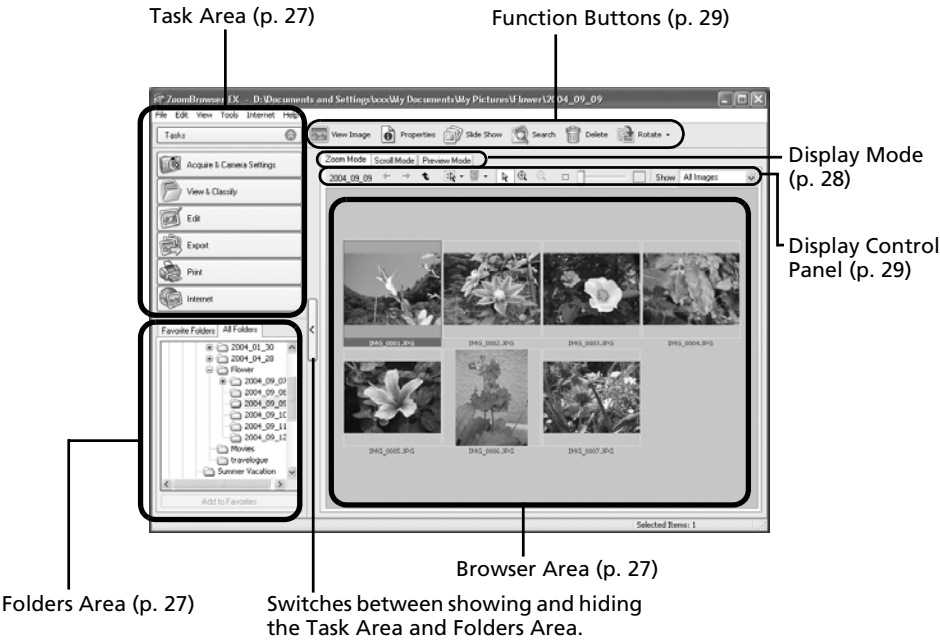 Task Area (p. 27)
Function Buttons (p. 29)
ZoomBrowser EX - D:\Documents and Settings\xxx\My Documents\My Pictures\Flower\2004_09_09
File Edit View Tools Internet Help
Tasks
View Image Properties Slide Show Search Delete Rotate
Zoom Mode Scroll Mode Preview Mode
Display Mode
(p. 28)
2004_09_09 Show All Images
Acquire & Camera Settings
View & Classify
Edit
Export
Print
Internet
Display Control
Panel (p. 29)
IMG_0001.JPG IMG_0002.JPG IMG_0003.JPG IMG_0004.JPG
Favorite Folders All Folders
2004_01_30
2004_04_28
Flower
2004_09_07
2004_09_08
2004_09_09
2004_09_10
2004_09_11
2004_09_12
Movies
travelogue
Summer Vacation
Add to Favorites
IMG_0005.JPG IMG_0006.JPG IMG_0007.JPG
Selected Items: 1
Browser Area (p. 27)
Folders Area (p. 27)
Switches between showing and hiding
the Task Area and Folders Area.